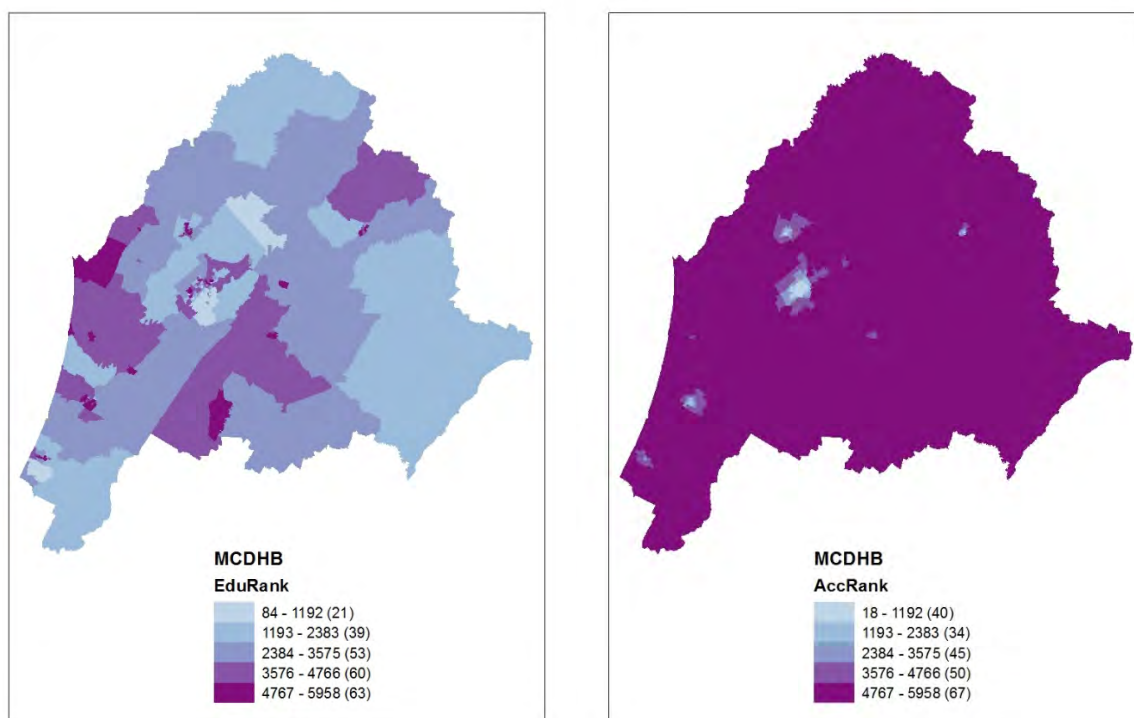 MCDHB
EduRank
84 - 1192 (21)
1193 - 2383 (39)
2384 - 3575 (53)
3576 - 4766 (60)
4767 - 5958 (63)
MCDHB
AccRank
18 - 1192 (40)
1193 - 2383 (34)
2384 - 3575 (45)
3576 - 4766 (50)
4767 - 5958 (67)